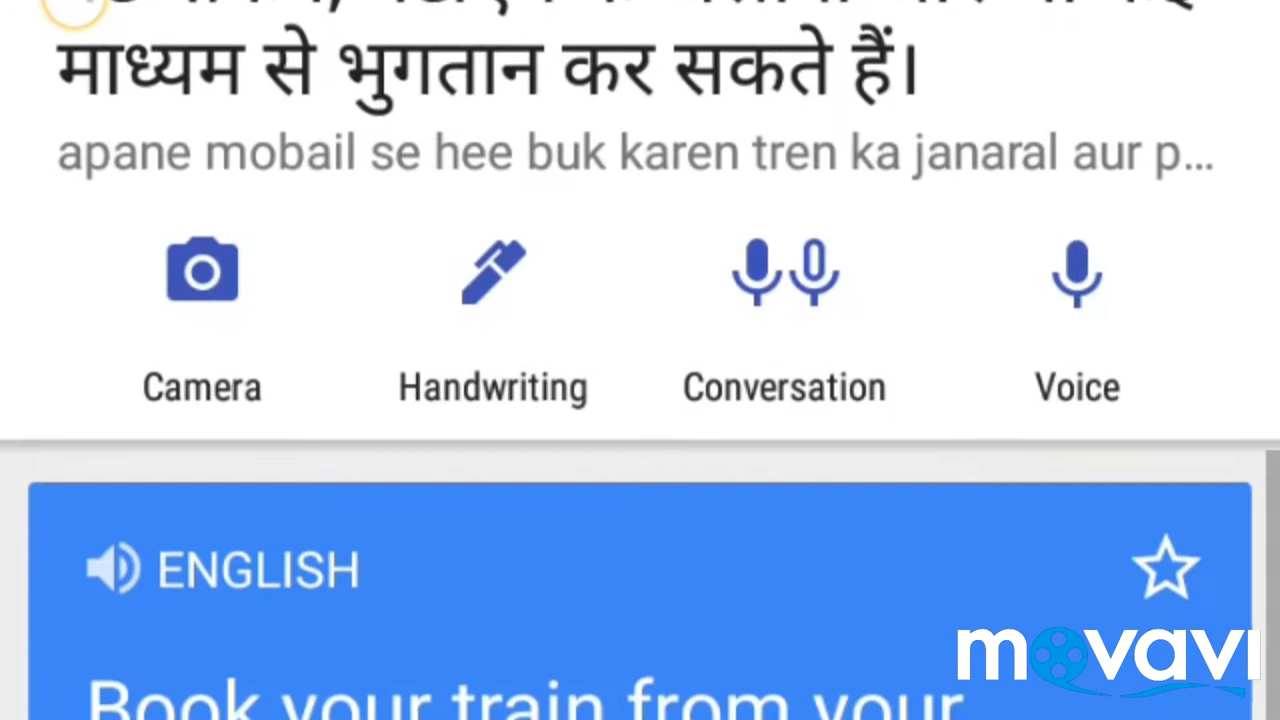 माध्यम से भुगतान कर सकते हैं।
apane mobail se hee buk karen tren ka janaral aur p...
Camera
Handwriting
Conversation
Voice
ENGLISH
Book your train from your
movavi